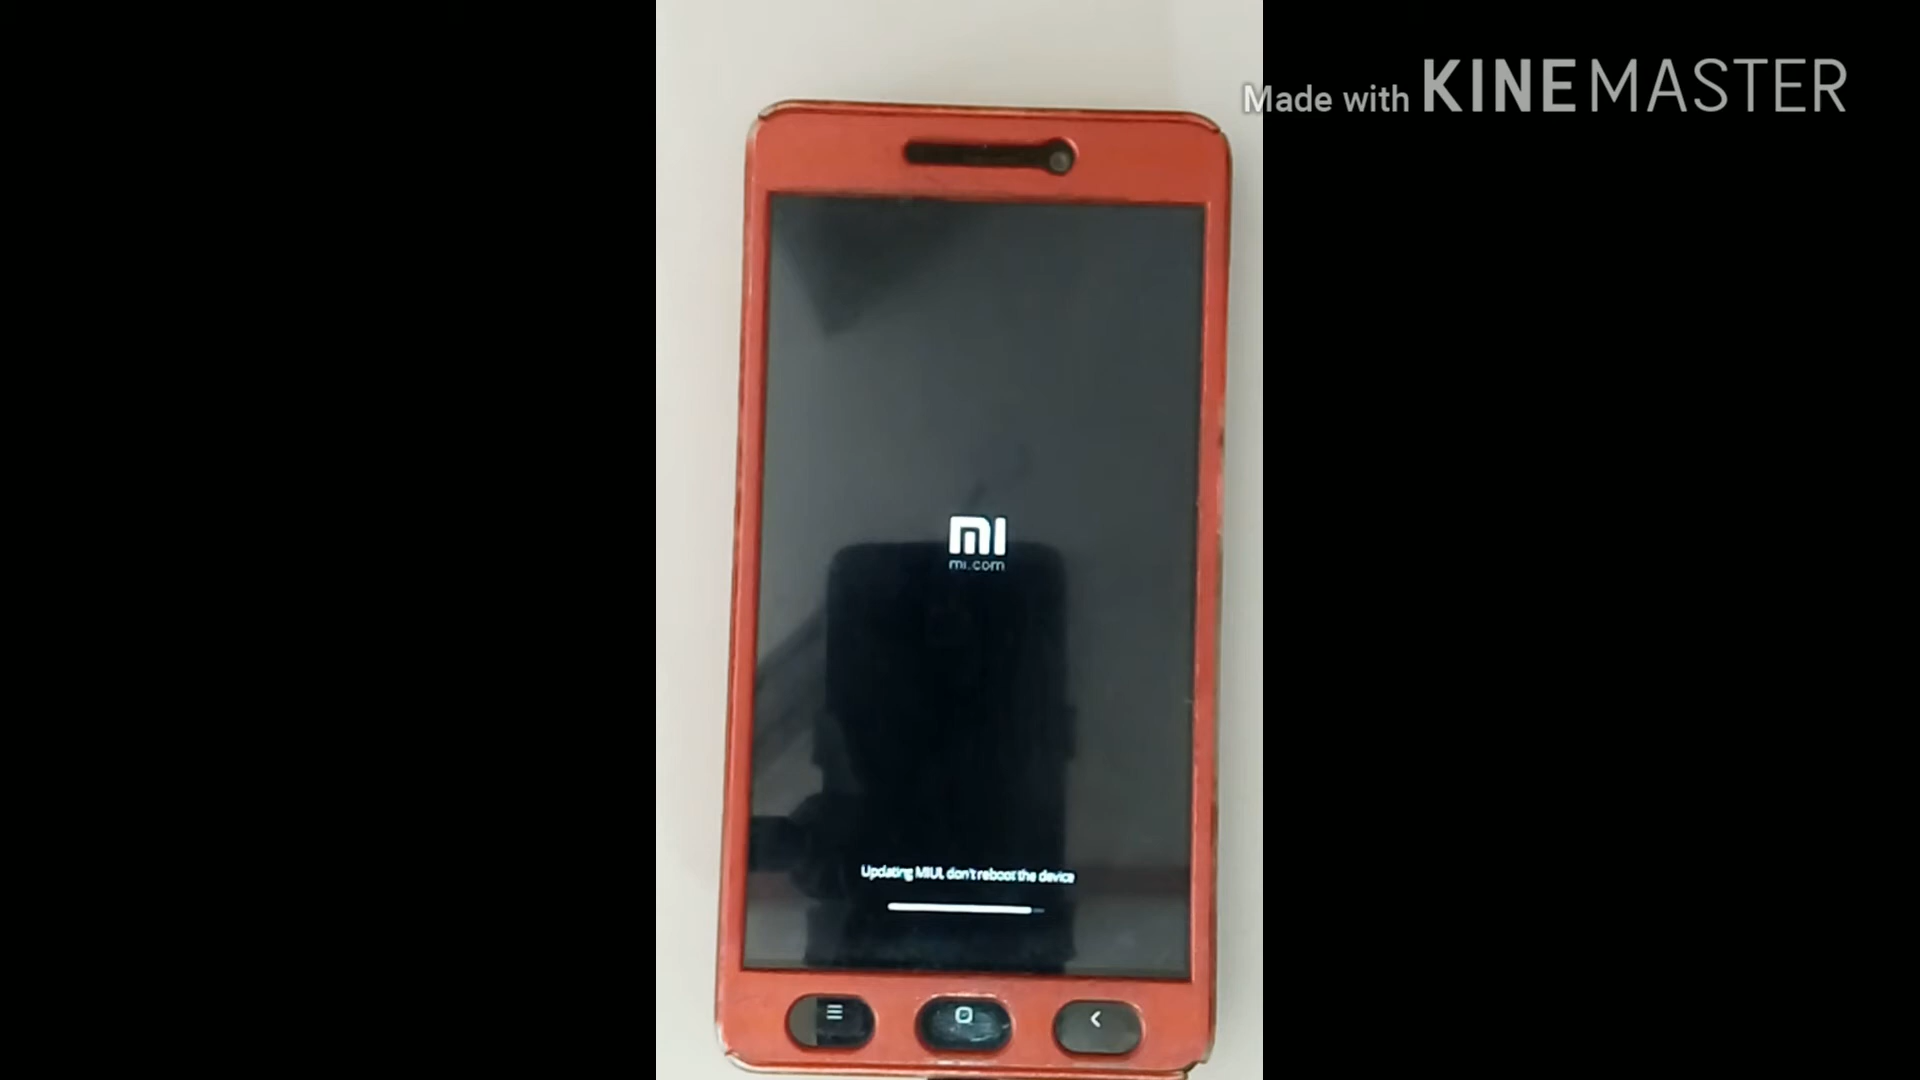 Made with KINEMASTER
mi
mi.com
Updating MIUI, don't reboot the device